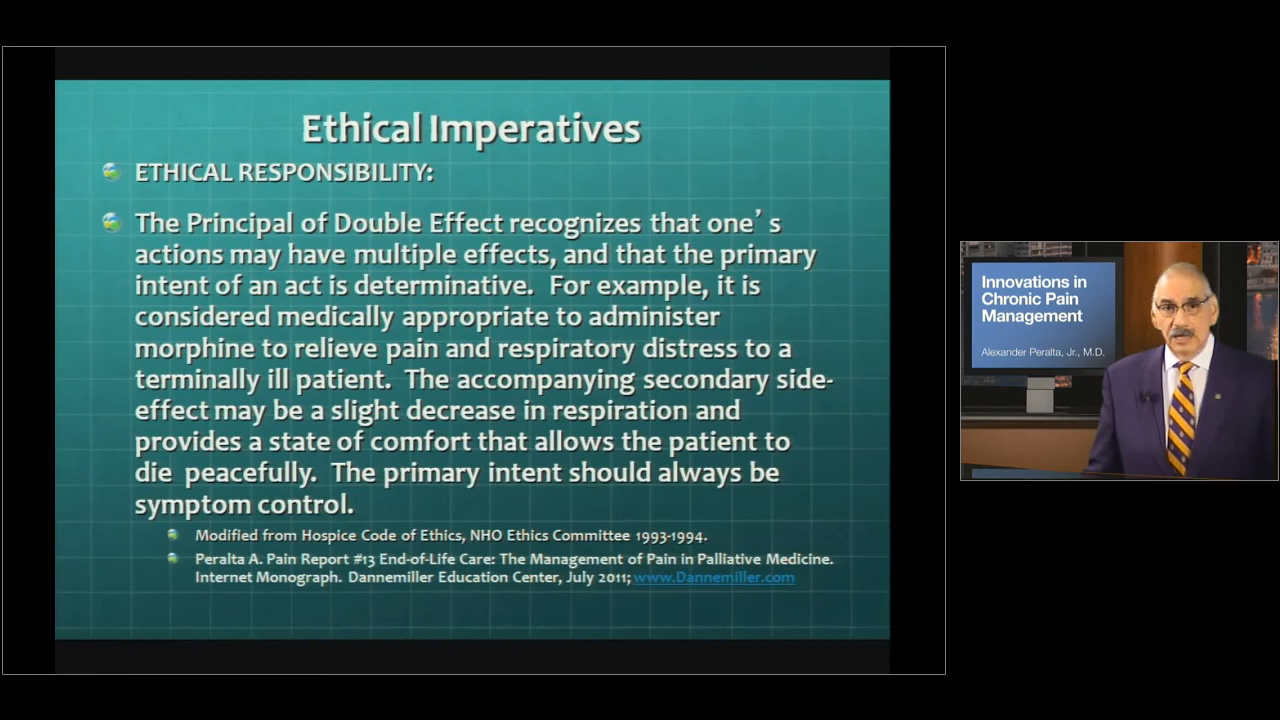 Ethical Imperatives
ETHICAL RESPONSIBILITY:
The Principal of Double Effect recognizes that one’ s
actions may have multiple effects, and that the primary
intent of an act is determinative.  For example, it is
considered medically appropriate to administer
morphine to relieve pain and respiratory distress to a
terminally ill patient.  The accompanying secondary side-
effect may be a slight decrease in respiration and
provides a state of comfort that allows the patient to
die  peacefully.  The primary intent should always be
symptom control.
Modified from Hospice Code of Ethics, NHO Ethics Committee 1993-1994.
Peralta A. Pain Report #13 End-of-Life Care: The Management of Pain in Palliative Medicine.
Internet Monograph. Dannemiller Education Center, July 2011; www.Dannemiller.com
Innovations in
Chronic Pain
Management
Alexander Peralta, Jr., M.D.